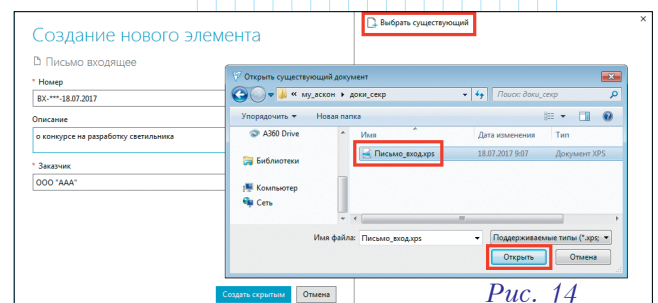 Создание нового элемента
Письмо входящее
* Номер
ВХ-***-18.07.2017
Описание
о конкурсе на разработку светильника
* Заказчик
ООО "ААА"
Создать скрытым
Отмена
Выбрать существующий
×
Открыть существующий документ
« му_аскон ▸ доки_секр
Поиск: доки_секр
Упорядочить ▾
Новая папка
A360 Drive
Библиотеки
Компьютер
Сеть
Имя
Дата изменения
Тип
Письмо_вход.xps
18.07.2017 9:07
Документ XPS
Имя файла: Письмо_вход.xps
Поддерживаемые типы (*.xps;
Открыть
Отмена
Рис. 14